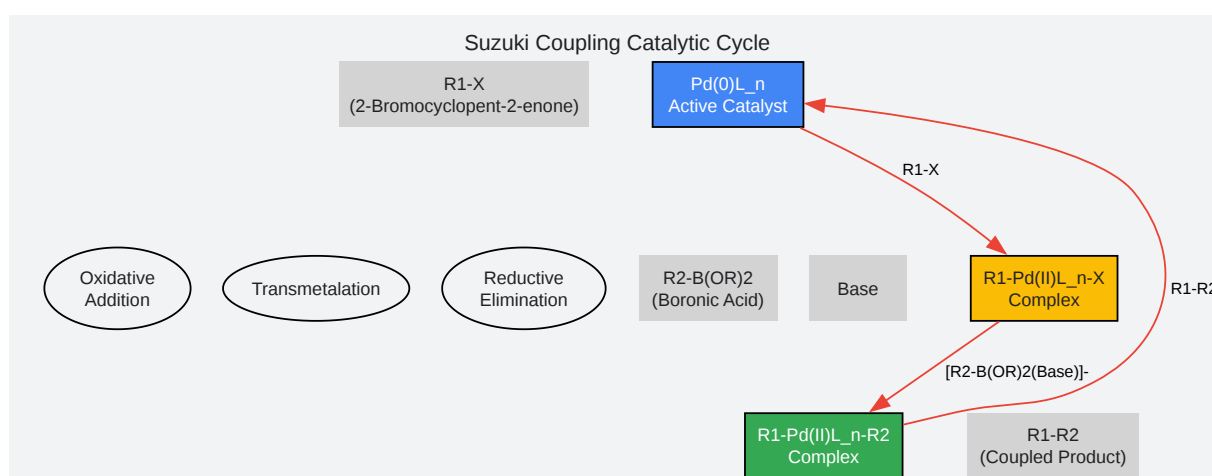 Suzuki Coupling Catalytic Cycle
R1-X
(2-Bromocyclopent-2-enone)
Pd(0)L_n
Active Catalyst
R1-X
Oxidative
Addition
Transmetalation
Reductive
Elimination
R2-B(OR)2
(Boronic Acid)
Base
R1-Pd(II)L_n-X
Complex
R1-R2
[R2-B(OR)2(Base)]-
R1-Pd(II)L_n-R2
Complex
R1-R2
(Coupled Product)